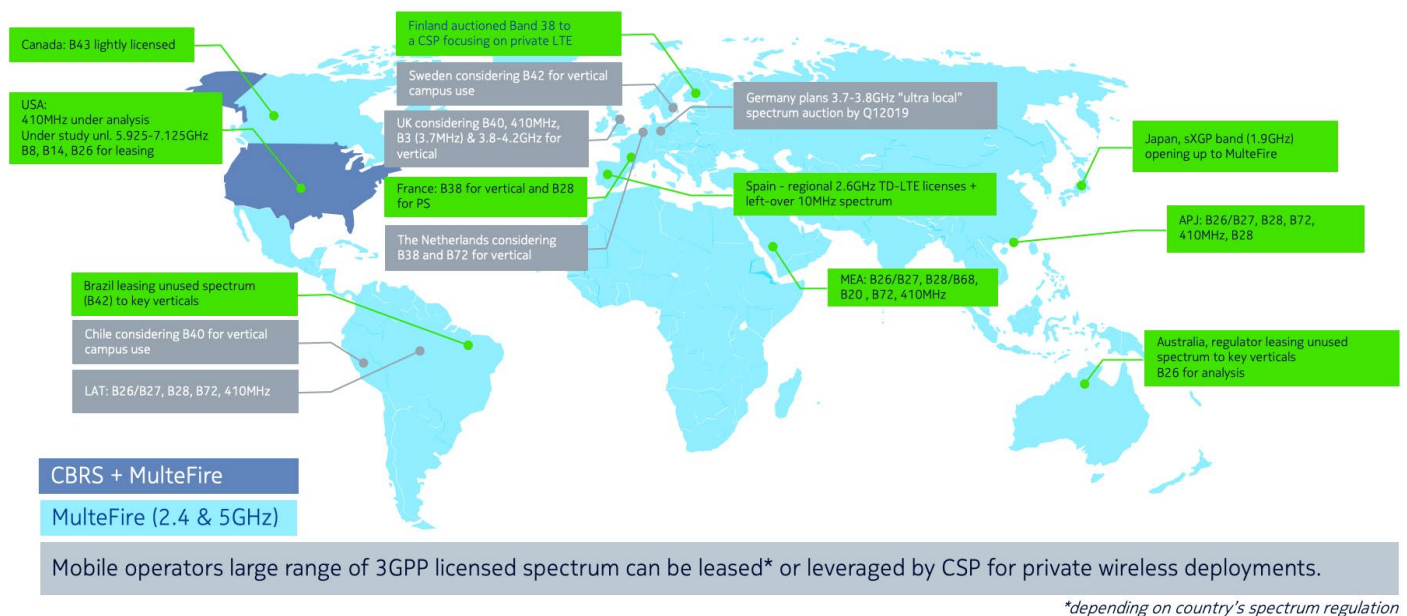 Canada: B43 lightly licensed
USA:
410MHz under analysis
Under study unl. 5.925-7.125GHz
B8, B14, B26 for leasing
Finland auctioned Band 38 to
a CSP focusing on private LTE
Sweden considering B42 for vertical
campus use
UK considering B40, 410MHz,
B3 (3.7MHz) & 3.8-4.2GHz for
vertical
France: B38 for vertical and B28
for PS
The Netherlands considering
B38 and B72 for vertical
Germany plans 3.7-3.8GHz "ultra local"
spectrum auction by Q12019
Spain - regional 2.6GHz TD-LTE licenses +
left-over 10MHz spectrum
Japan, sXGP band (1.9GHz)
opening up to MulteFire
APJ: B26/B27, B28, B72,
410MHz, B28
MEA: B26/B27, B28/B68,
B20 , B72, 410MHz
Brazil leasing unused spectrum
(B42) to key verticals
Chile considering B40 for vertical
campus use
LAT: B26/B27, B28, B72, 410MHz
Australia, regulator leasing unused
spectrum to key verticals
B26 for analysis
CBRS + MulteFire
MulteFire (2.4 & 5GHz)
Mobile operators large range of 3GPP licensed spectrum can be leased* or leveraged by CSP for private wireless deployments.
*depending on country's spectrum regulation